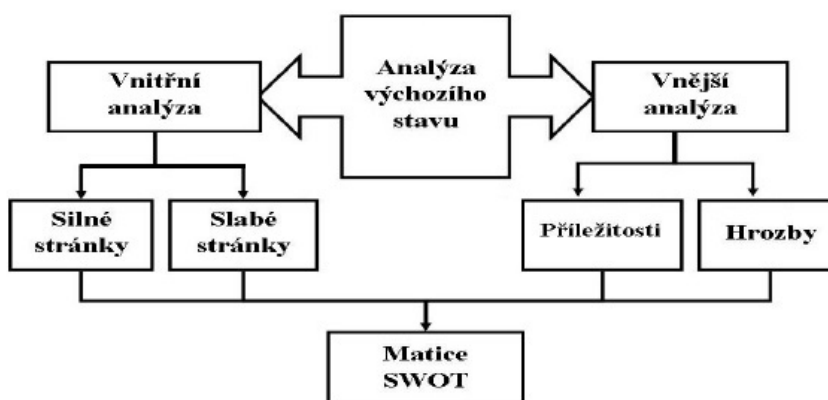 Vnitřní
analýza
Analýza
výchozího
stavu
Vnější
analýza
Silné
stránky
Slabé
stránky
Příležitosti
Hrozby
Matice
SWOT